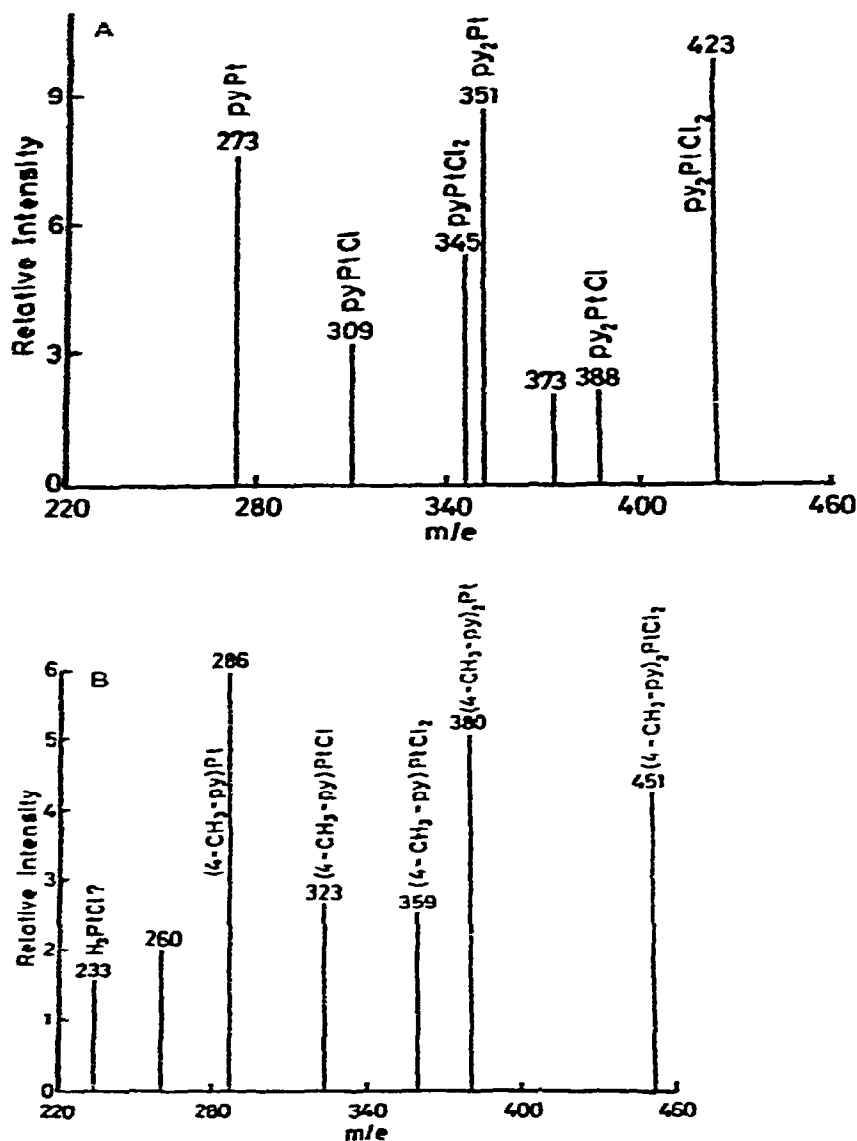 A
Relative Intensity
9
6
3
0
273 pyPt
309 pyPtCl
345 pyPtCl₂
351 py₂Pt
373
388 py₂PtCl
423
py₂PtCl₂
220
280
340
400
460
m/e
B
Relative Intensity
6
5
4
3
2
1
0
233 H₃PtCl?
260
286
(4-CH₃-py)Pt
323 (4-CH₃-py)PtCl
359 (4-CH₃-py)PtCl₂
380 (4-CH₃-py)₂Pt
451 (4-CH₃-py)₂PtCl₂
220
280
340
400
460
m/e